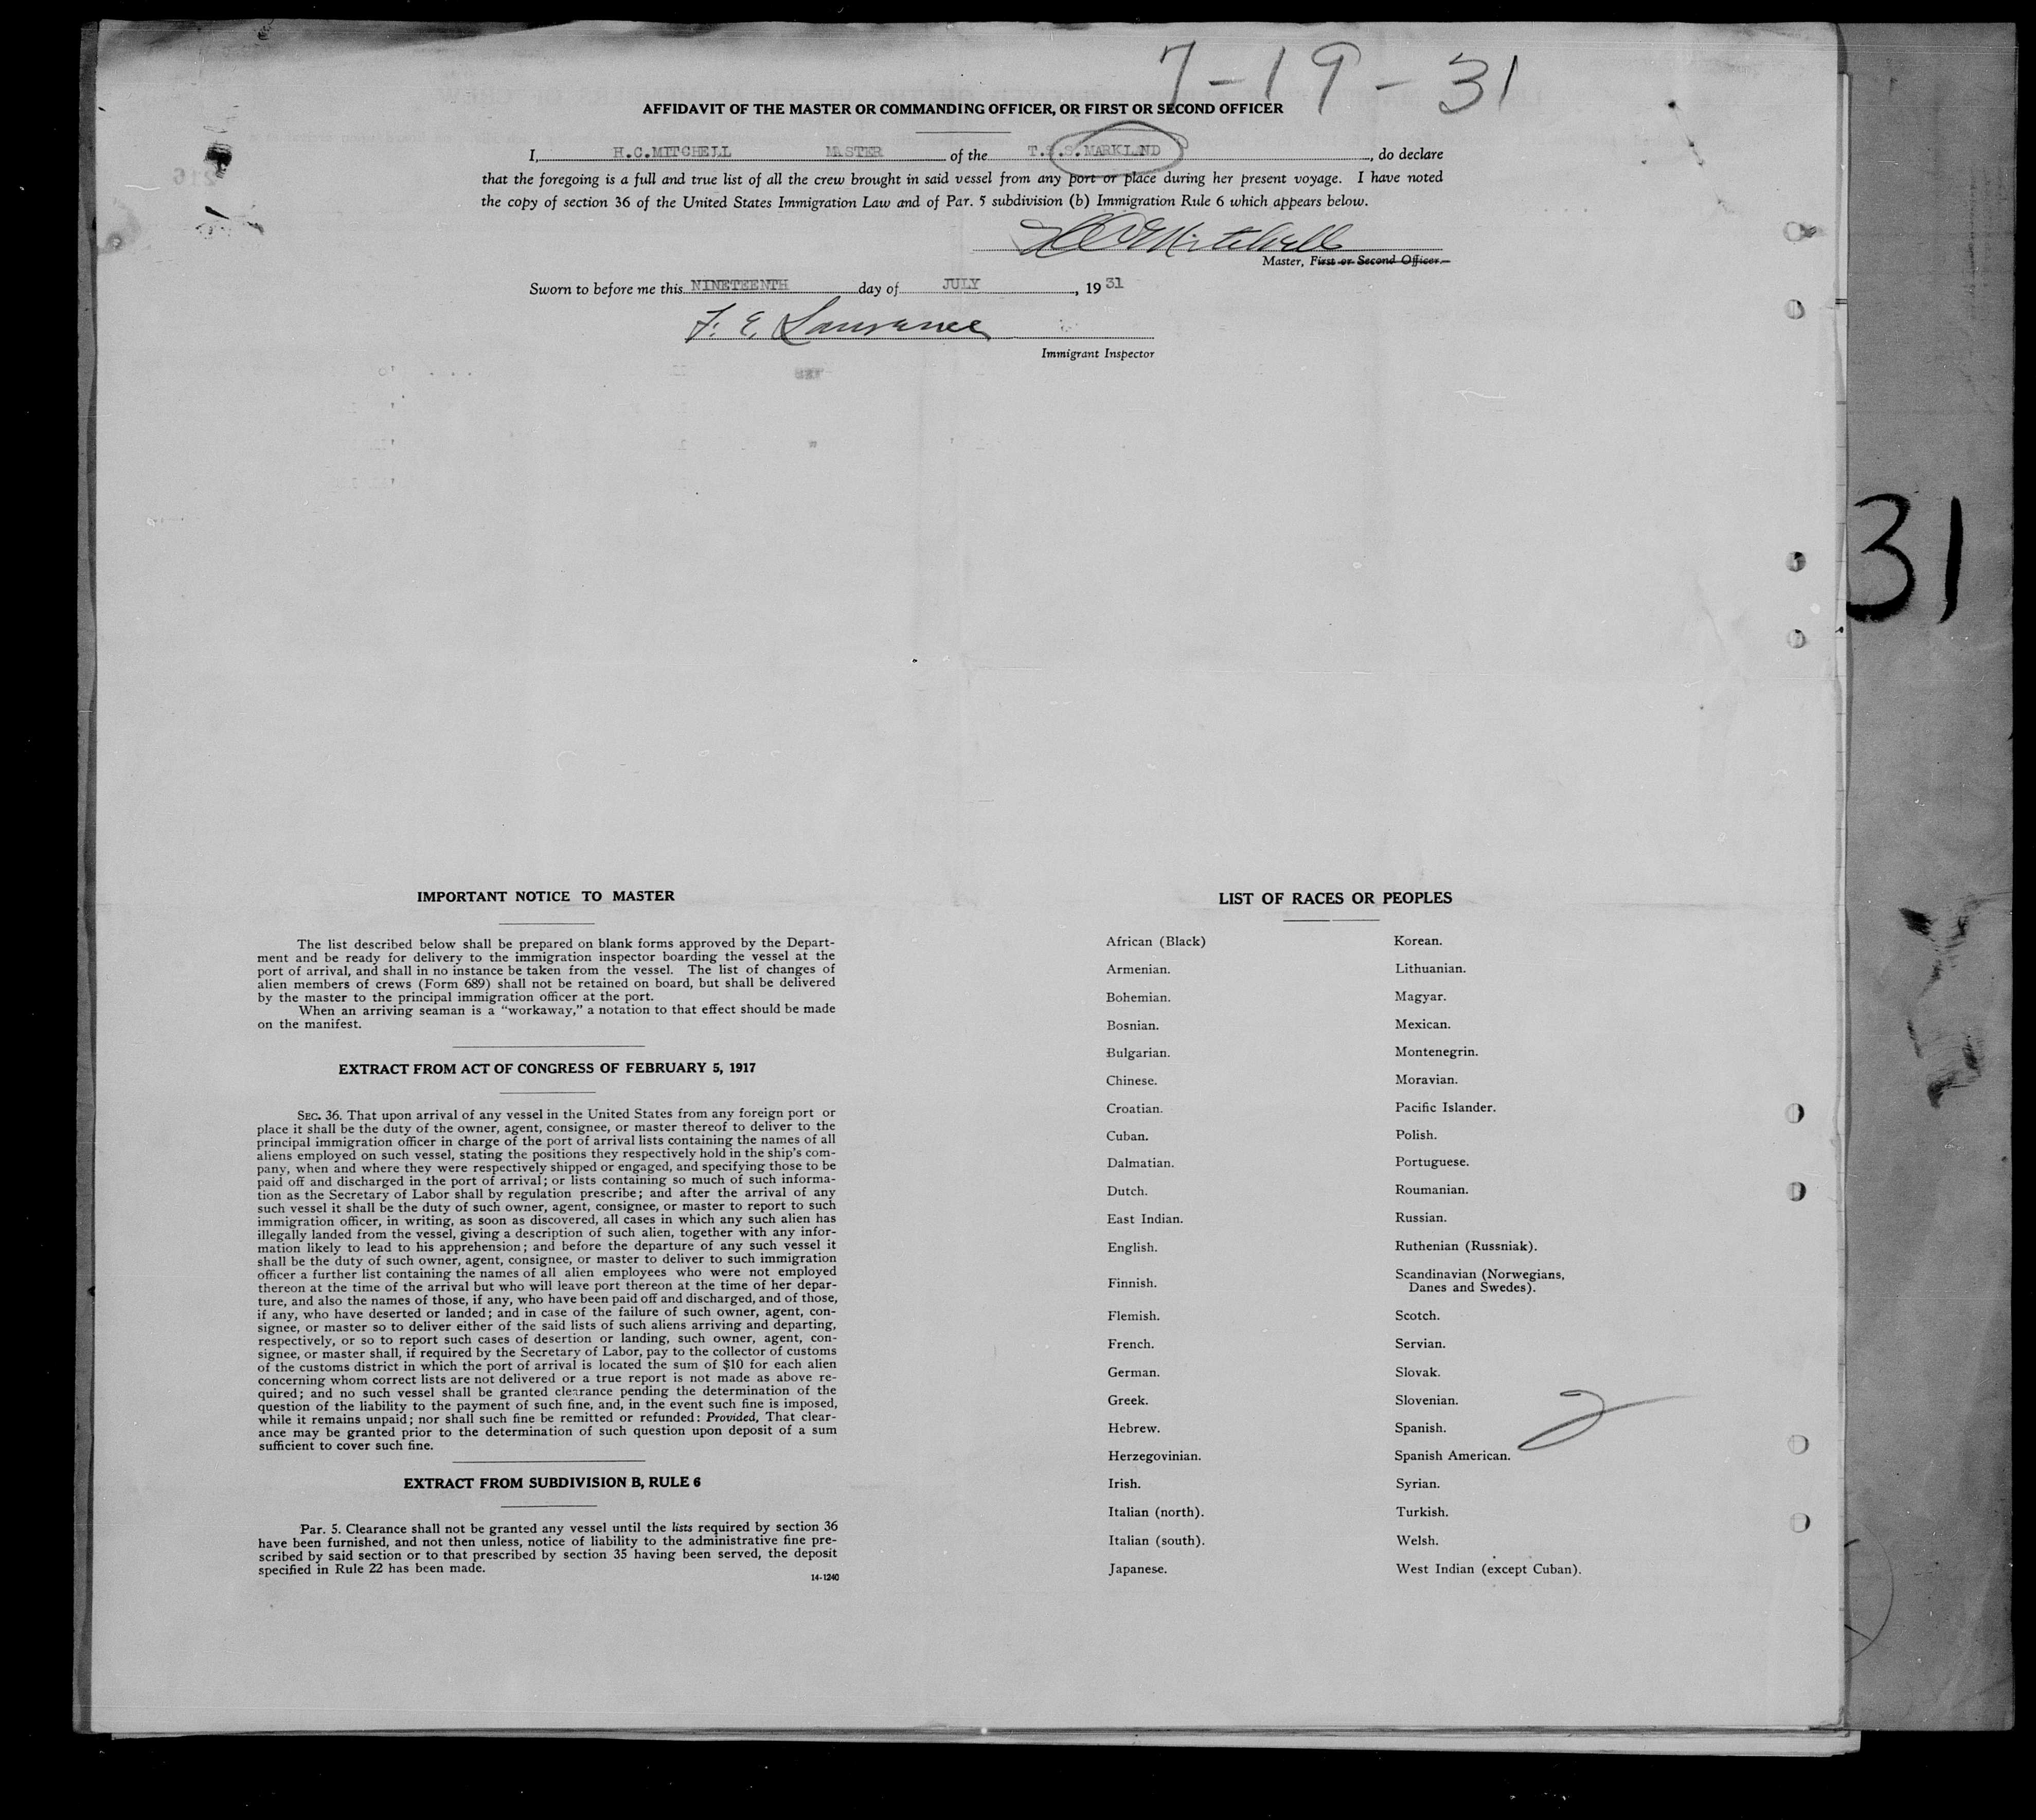 7-19-31
AFFIDAVIT OF THE MASTER OR COMMANDING OFFICER, OR FIRST OR SECOND OFFICER
I, H.C.MITCHELL MASTER of the T.S.S.MARKLAND, do declare
that the foregoing is a full and true list of all the crew brought in said vessel from any port or place during her present voyage. I have noted
the copy of section 36 of the United States Immigration Law and of Par. 5 subdivision (b) Immigration Rule 6 which appears below.
H C Mitchell
Master, First or Second Officer.
Sworn to before me this NINETEENTH day of JULY, 19 31
F. E. Lawrance
Immigrant Inspector
31
IMPORTANT NOTICE TO MASTER
The list described below shall be prepared on blank forms approved by the Depart-
ment and be ready for delivery to the immigration inspector boarding the vessel at the
port of arrival, and shall in no instance be taken from the vessel. The list of changes of
alien members of crews (Form 689) shall not be retained on board, but shall be delivered
by the master to the principal immigration officer at the port.
When an arriving seaman is a "workaway," a notation to that effect should be made
on the manifest.
EXTRACT FROM ACT OF CONGRESS OF FEBRUARY 5, 1917
SEC. 36. That upon arrival of any vessel in the United States from any foreign port or
place it shall be the duty of the owner, agent, consignee, or master thereof to deliver to the
principal immigration officer in charge of the port of arrival lists containing the names of all
aliens employed on such vessel, stating the positions they respectively hold in the ship's com-
pany, when and where they were respectively shipped or engaged, and specifying those to be
paid off and discharged in the port of arrival; or lists containing so much of such informa-
tion as the Secretary of Labor shall by regulation prescribe; and after the arrival of any
such vessel it shall be the duty of such owner, agent, consignee, or master to report to such
immigration officer, in writing, as soon as discovered, all cases in which any such alien has
illegally landed from the vessel, giving a description of such alien, together with any infor-
mation likely to lead to his apprehension; and before the departure of any such vessel it
shall be the duty of such owner, agent, consignee, or master to deliver to such immigration
officer a further list containing the names of all alien employees who were not employed
thereon at the time of the arrival but who will leave port thereon at the time of her depar-
ture, and also the names of those, if any, who have been paid off and discharged, and of those,
if any, who have deserted or landed; and in case of the failure of such owner, agent, con-
signee, or master so to deliver either of the said lists of such aliens arriving and departing,
respectively, or so to report such cases of desertion or landing, such owner, agent, con-
signee, or master shall, if required by the Secretary of Labor, pay to the collector of customs
of the customs district in which the port of arrival is located the sum of $10 for each alien
concerning whom correct lists are not delivered or a true report is not made as above re-
quired; and no such vessel shall be granted clearance pending the determination of the
question of the liability to the payment of such fine, and, in the event such fine is imposed,
while it remains unpaid; nor shall such fine be remitted or refunded: Provided, That clear-
ance may be granted prior to the determination of such question upon deposit of a sum
sufficient to cover such fine.
EXTRACT FROM SUBDIVISION B, RULE 6
Par. 5. Clearance shall not be granted any vessel until the lists required by section 36
have been furnished, and not then unless, notice of liability to the administrative fine pre-
scribed by said section or to that prescribed by section 35 having been served, the deposit
specified in Rule 22 has been made.
14-1240
LIST OF RACES OR PEOPLES
African (Black)
Armenian.
Bohemian.
Bosnian.
Bulgarian.
Chinese.
Croatian.
Cuban.
Dalmatian.
Dutch.
East Indian.
English.
Finnish.
Flemish.
French.
German.
Greek.
Hebrew.
Herzegovinian.
Irish.
Italian (north).
Italian (south).
Japanese.
Korean.
Lithuanian.
Magyar.
Mexican.
Montenegrin.
Moravian.
Pacific Islander.
Polish.
Portuguese.
Roumanian.
Russian.
Ruthenian (Russniak).
Scandinavian (Norwegians,
Danes and Swedes).
Scotch.
Servian.
Slovak.
Slovenian.
Spanish.
Spanish American.
Syrian.
Turkish.
Welsh.
West Indian (except Cuban).
2